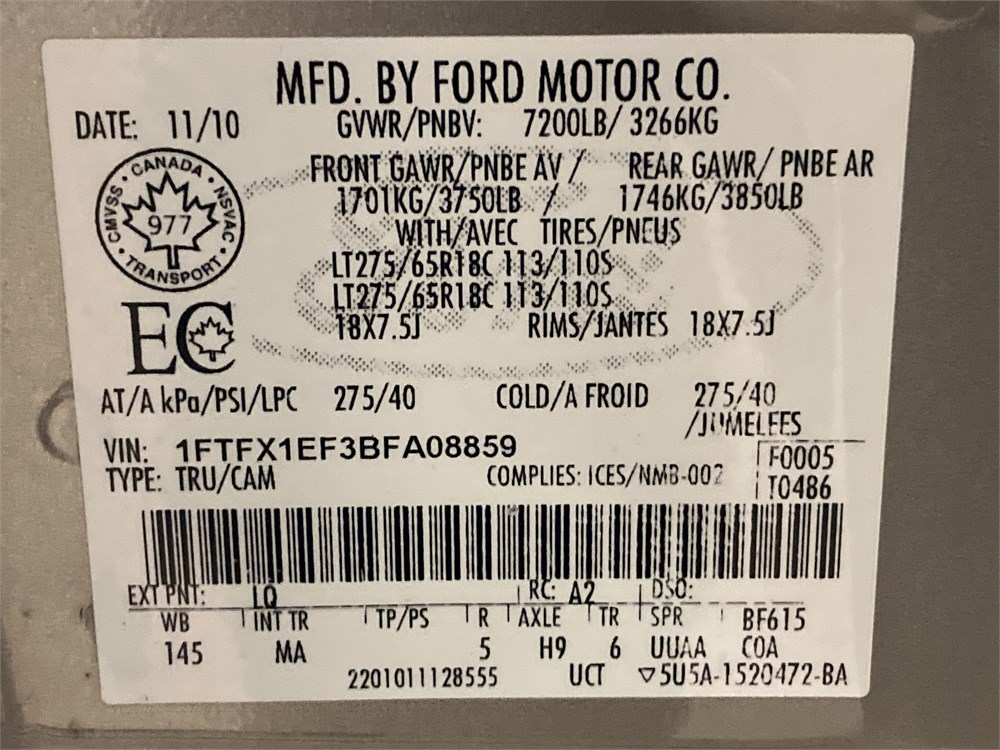 MFD. BY FORD MOTOR CO.
DATE: 11/10 GVWR/PNBV: 7200LB/ 3266KG
FRONT GAWR/PNBE AV / REAR GAWR/ PNBE AR
1701KG/3750LB / 1746KG/3850LB
WITH/AVEC TIRES/PNEUS
LT275/65R18C 113/110S
LT275/65R18C 113/110S
18X7.5J RIMS/JANTES 18X7.5J
CANADA
CMVSS 977 NSVAC
TRANSPORT
EC
AT/A kPa/PSI/LPC 275/40 COLD/A FROID 275/40
/JUMELEES
VIN: 1FTFX1EF3BFA08859
F0005
TYPE: TRU/CAM COMPLIES: ICES/NMB-002
T0486
EXT PNT: LQ RC: A2 DSO:
WB INT TR TP/PS R AXLE TR SPR BF615
145 MA 5 H9 6 UUAA COA
2201011128555 UCT ▽5U5A-1520472-BA